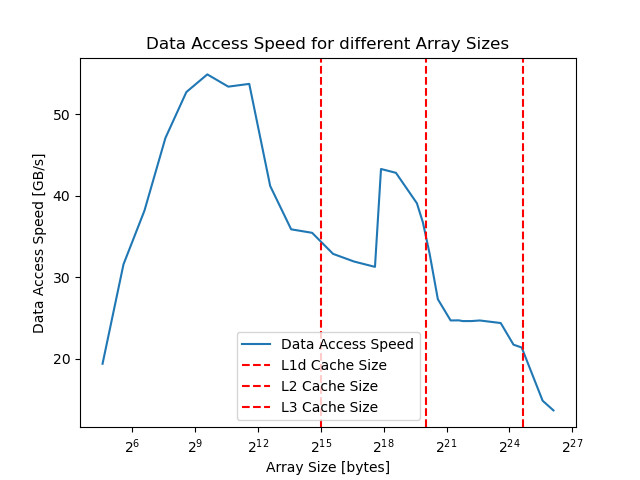 Data Access Speed for different Array Sizes
Data Access Speed [GB/s]
50
40
30
20
Data Access Speed
L1d Cache Size
L2 Cache Size
L3 Cache Size
2^6 2^9 2^12 2^15 2^18 2^21 2^24 2^27
Array Size [bytes]